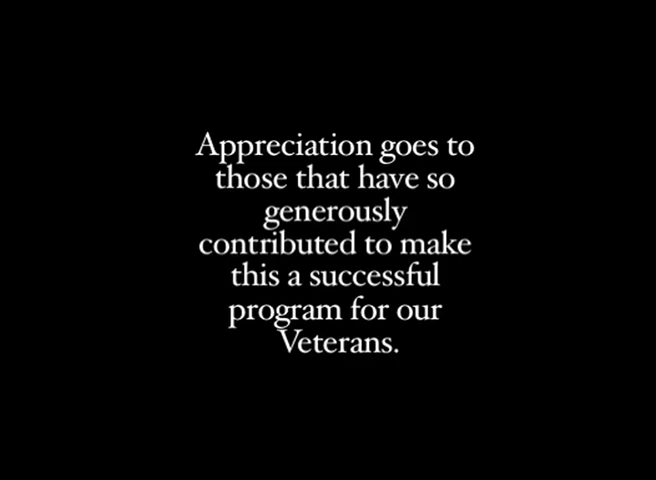 Appreciation goes to
those that have so
generously
contributed to make
this a successful
program for our
Veterans.